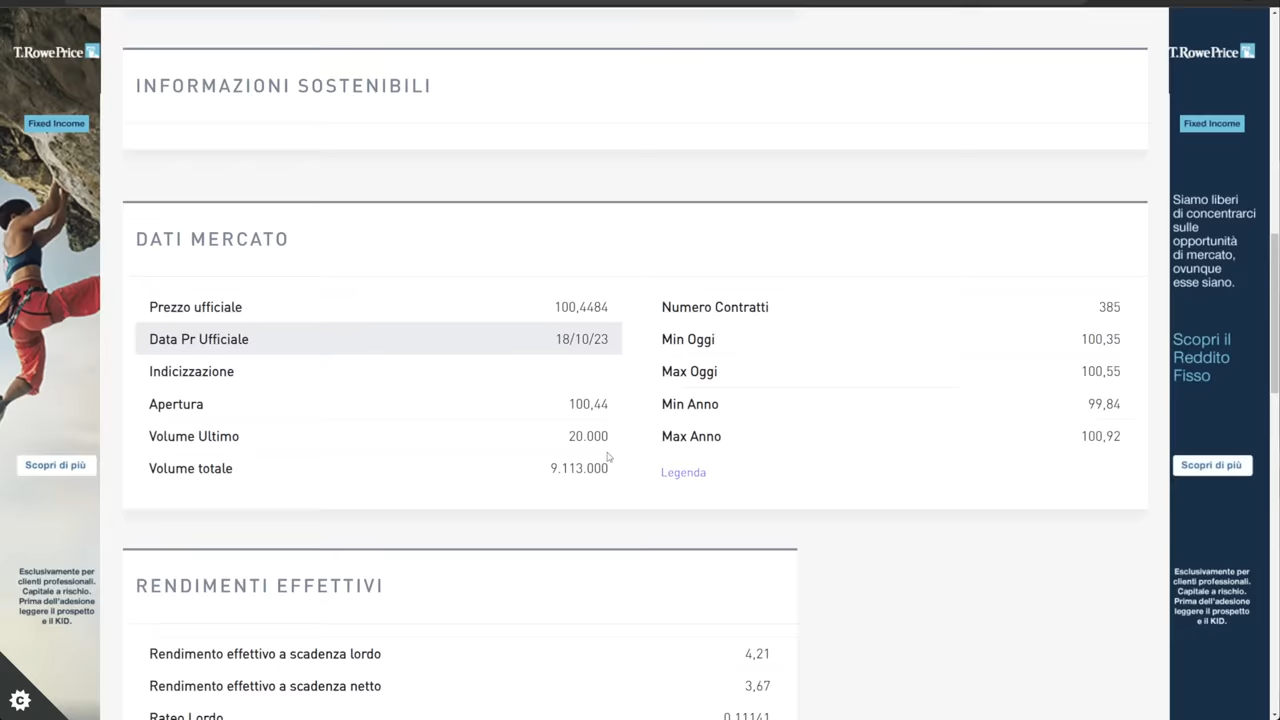 T.RowePrice
Fixed Income
Scopri di più
Esclusivamente per
clienti professionali.
Capitale a rischio.
Prima dell'adesione
leggere il prospetto
e il KID.
INFORMAZIONI SOSTENIBILI
DATI MERCATO
Prezzo ufficiale 100,4484
Data Pr Ufficiale 18/10/23
Indicizzazione
Apertura 100,44
Volume Ultimo 20.000
Volume totale 9.113.000
Numero Contratti 385
Min Oggi 100,35
Max Oggi 100,55
Min Anno 99,84
Max Anno 100,92
Legenda
RENDIMENTI EFFETTIVI
Rendimento effettivo a scadenza lordo 4,21
Rendimento effettivo a scadenza netto 3,67
Rateo Lordo 0,11141
T.RowePrice
Fixed Income
Siamo liberi
di concentrarci
sulle
opportunità
di mercato,
ovunque
esse siano.
Scopri il
Reddito
Fisso
Scopri di più
Esclusivamente per
clienti professionali.
Capitale a rischio.
Prima dell'adesione
leggere il prospetto
e il KID.